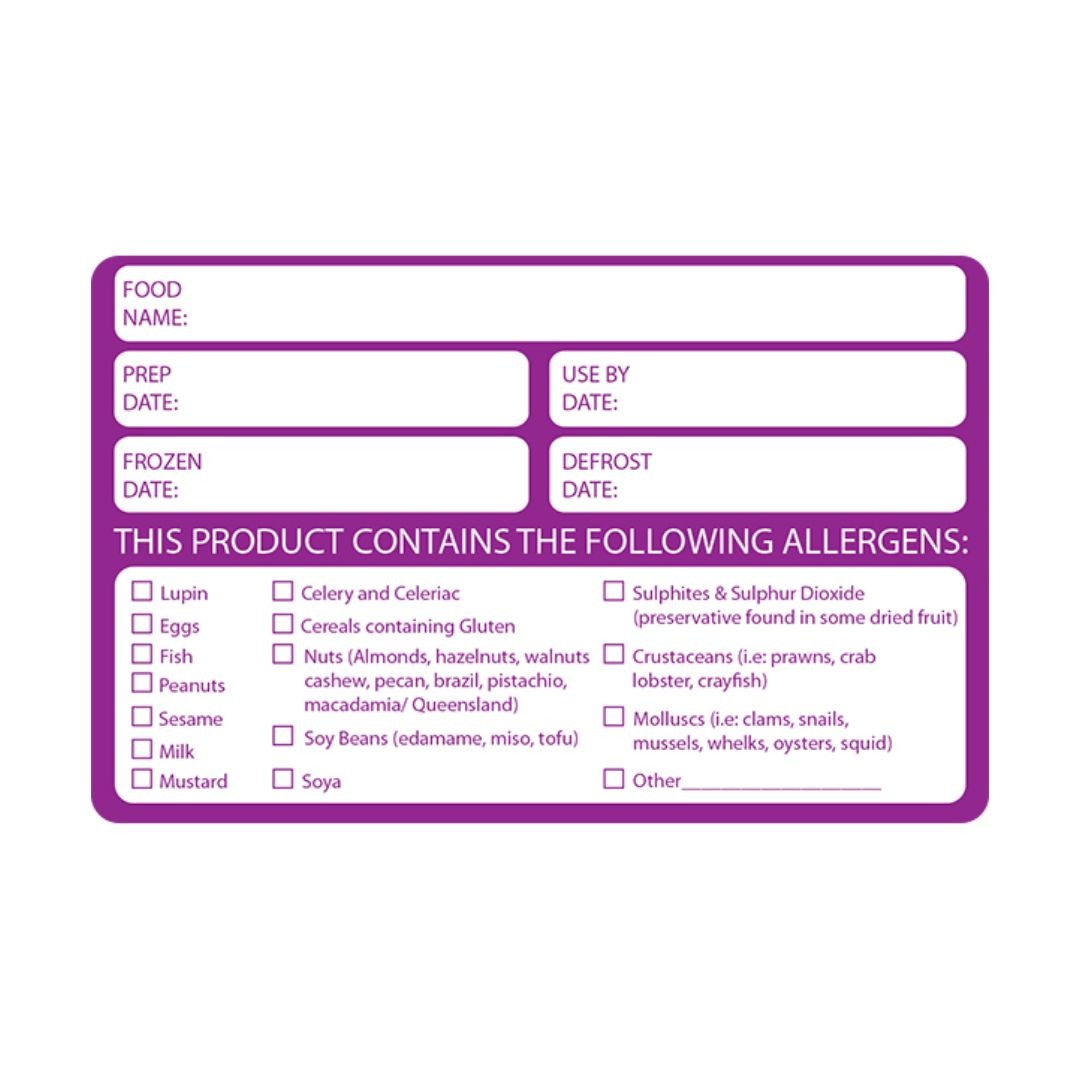 FOOD
NAME:
PREP
DATE:
USE BY
DATE:
FROZEN
DATE:
DEFROST
DATE:
THIS PRODUCT CONTAINS THE FOLLOWING ALLERGENS:
Lupin
Eggs
Fish
Peanuts
Sesame
Milk
Mustard
Celery and Celeriac
Cereals containing Gluten
Nuts (Almonds, hazelnuts, walnuts
cashew, pecan, brazil, pistachio,
macadamia/ Queensland)
Soy Beans (edamame, miso, tofu)
Soya
Sulphites & Sulphur Dioxide
(preservative found in some dried fruit)
Crustaceans (i.e: prawns, crab
lobster, crayfish)
Molluscs (i.e: clams, snails,
mussels, whelks, oysters, squid)
Other____________________